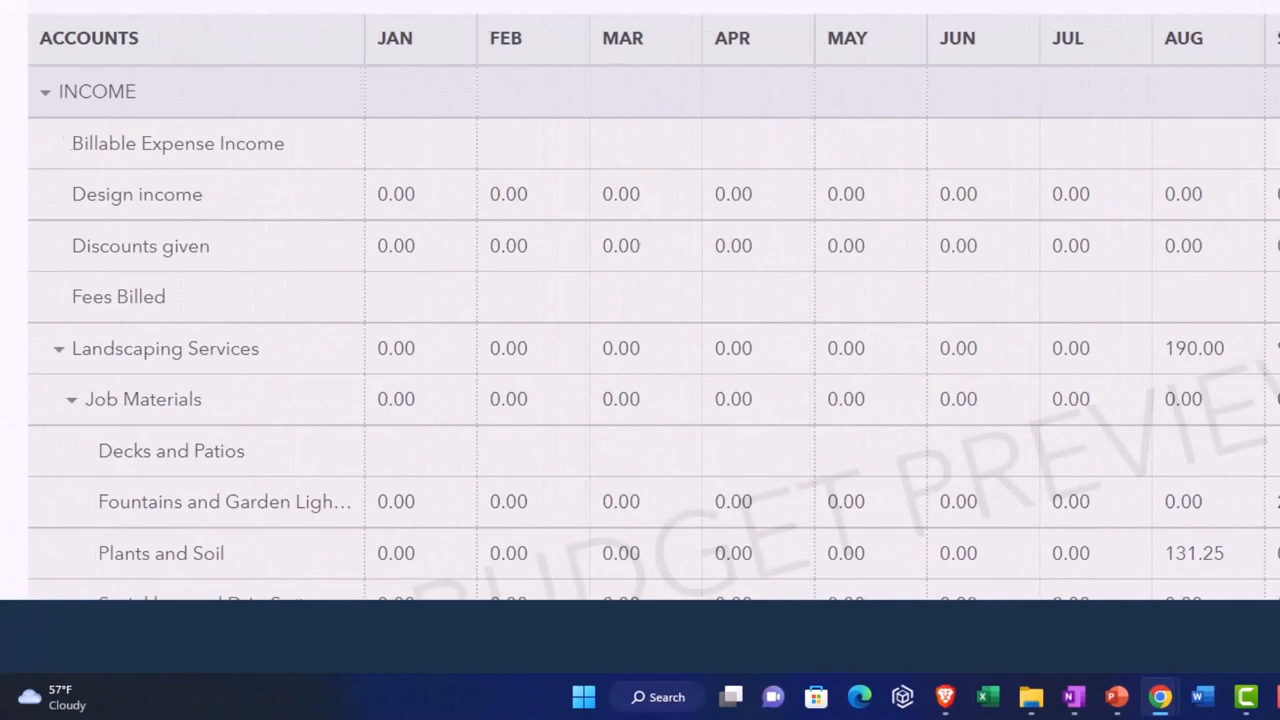 ACCOUNTS JAN FEB MAR APR MAY JUN JUL AUG
INCOME
Billable Expense Income
Design income 0.00 0.00 0.00 0.00 0.00 0.00 0.00 0.00
Discounts given 0.00 0.00 0.00 0.00 0.00 0.00 0.00 0.00
Fees Billed
Landscaping Services 0.00 0.00 0.00 0.00 0.00 0.00 0.00 190.00
Job Materials 0.00 0.00 0.00 0.00 0.00 0.00 0.00 0.00
Decks and Patios
Fountains and Garden Ligh... 0.00 0.00 0.00 0.00 0.00 0.00 0.00 0.00
Plants and Soil 0.00 0.00 0.00 0.00 0.00 0.00 0.00 131.25
BUDGET PREVIEW
57°F
Cloudy
Search